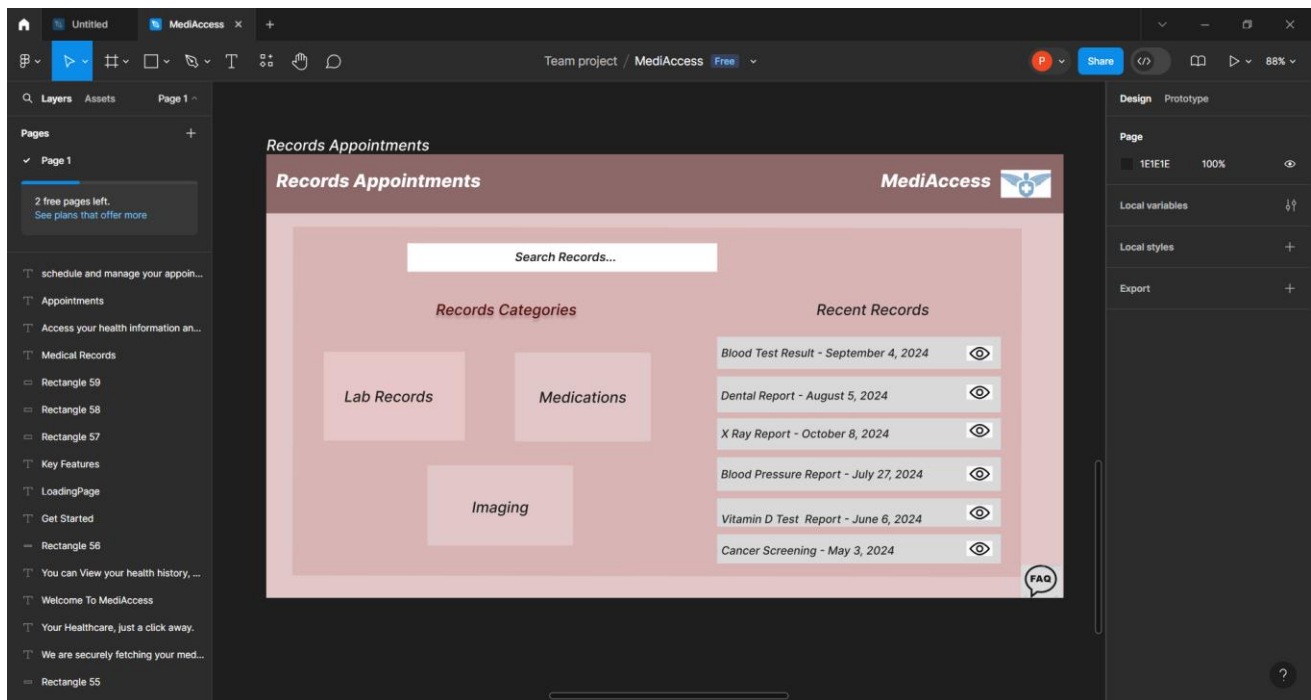 Untitled
MediAccess
Team project / MediAccess Free
P
Share
88%
Layers Assets Page 1
Pages
Page 1
2 free pages left.
See plans that offer more
schedule and manage your appoin...
Appointments
Access your health information an...
Medical Records
Rectangle 59
Rectangle 58
Rectangle 57
Key Features
LoadingPage
Get Started
Rectangle 56
You can View your health history, ...
Welcome To MediAccess
Your Healthcare, just a click away.
We are securely fetching your med...
Rectangle 55
Records Appointments
Records Appointments
MediAccess
Search Records...
Records Categories
Lab Records
Medications
Imaging
Recent Records
Blood Test Result - September 4, 2024
Dental Report - August 5, 2024
X Ray Report - October 8, 2024
Blood Pressure Report - July 27, 2024
Vitamin D Test Report - June 6, 2024
Cancer Screening - May 3, 2024
FAQ
Design Prototype
Page
1E1E1E 100%
Local variables
Local styles
Export
?